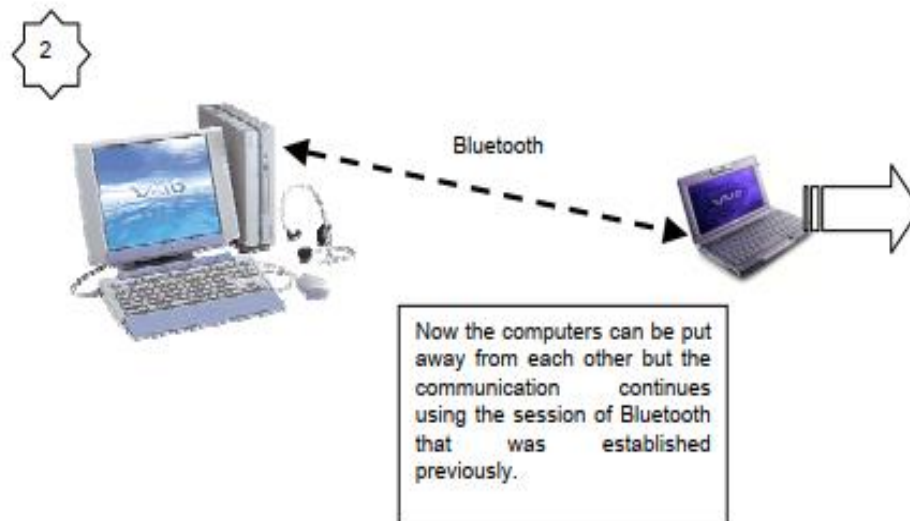 2
Bluetooth
VAIO
VAIO
Now the computers can be put
away from each other but the
communication continues
using the session of Bluetooth
that was established
previously.